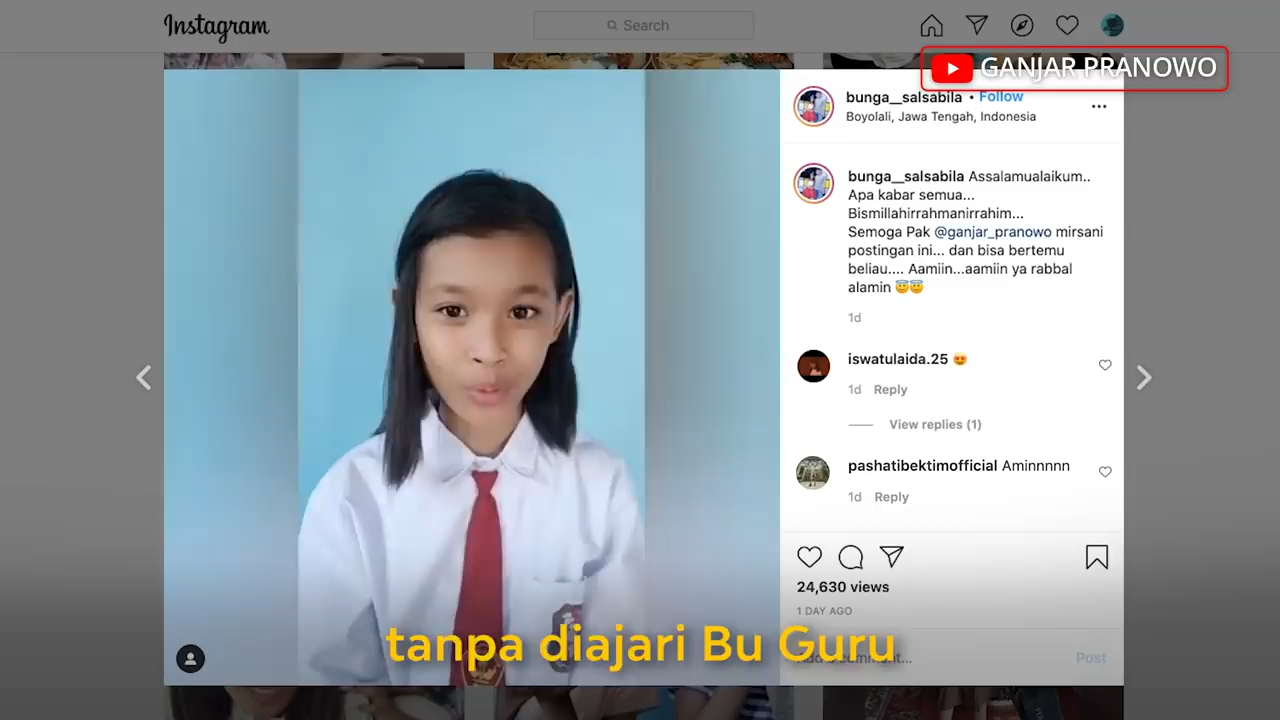 Instagram
Search
GANJAR PRANOWO
bunga__salsabila • Follow
Boyolali, Jawa Tengah, Indonesia
bunga__salsabila Assalamualaikum..
Apa kabar semua...
Bismillahirrahmanirrahim...
Semoga Pak @ganjar_pranowo mirsani
postingan ini... dan bisa bertemu
beliau.... Aamiin...aamiin ya rabbal
alamin 😇😇
1d
iswatulaida.25 😍
1d Reply
View replies (1)
pashatibektimofficial Aminnnnn
1d Reply
24,630 views
1 DAY AGO
tanpa diajari Bu Guru
Add a comment...
Post